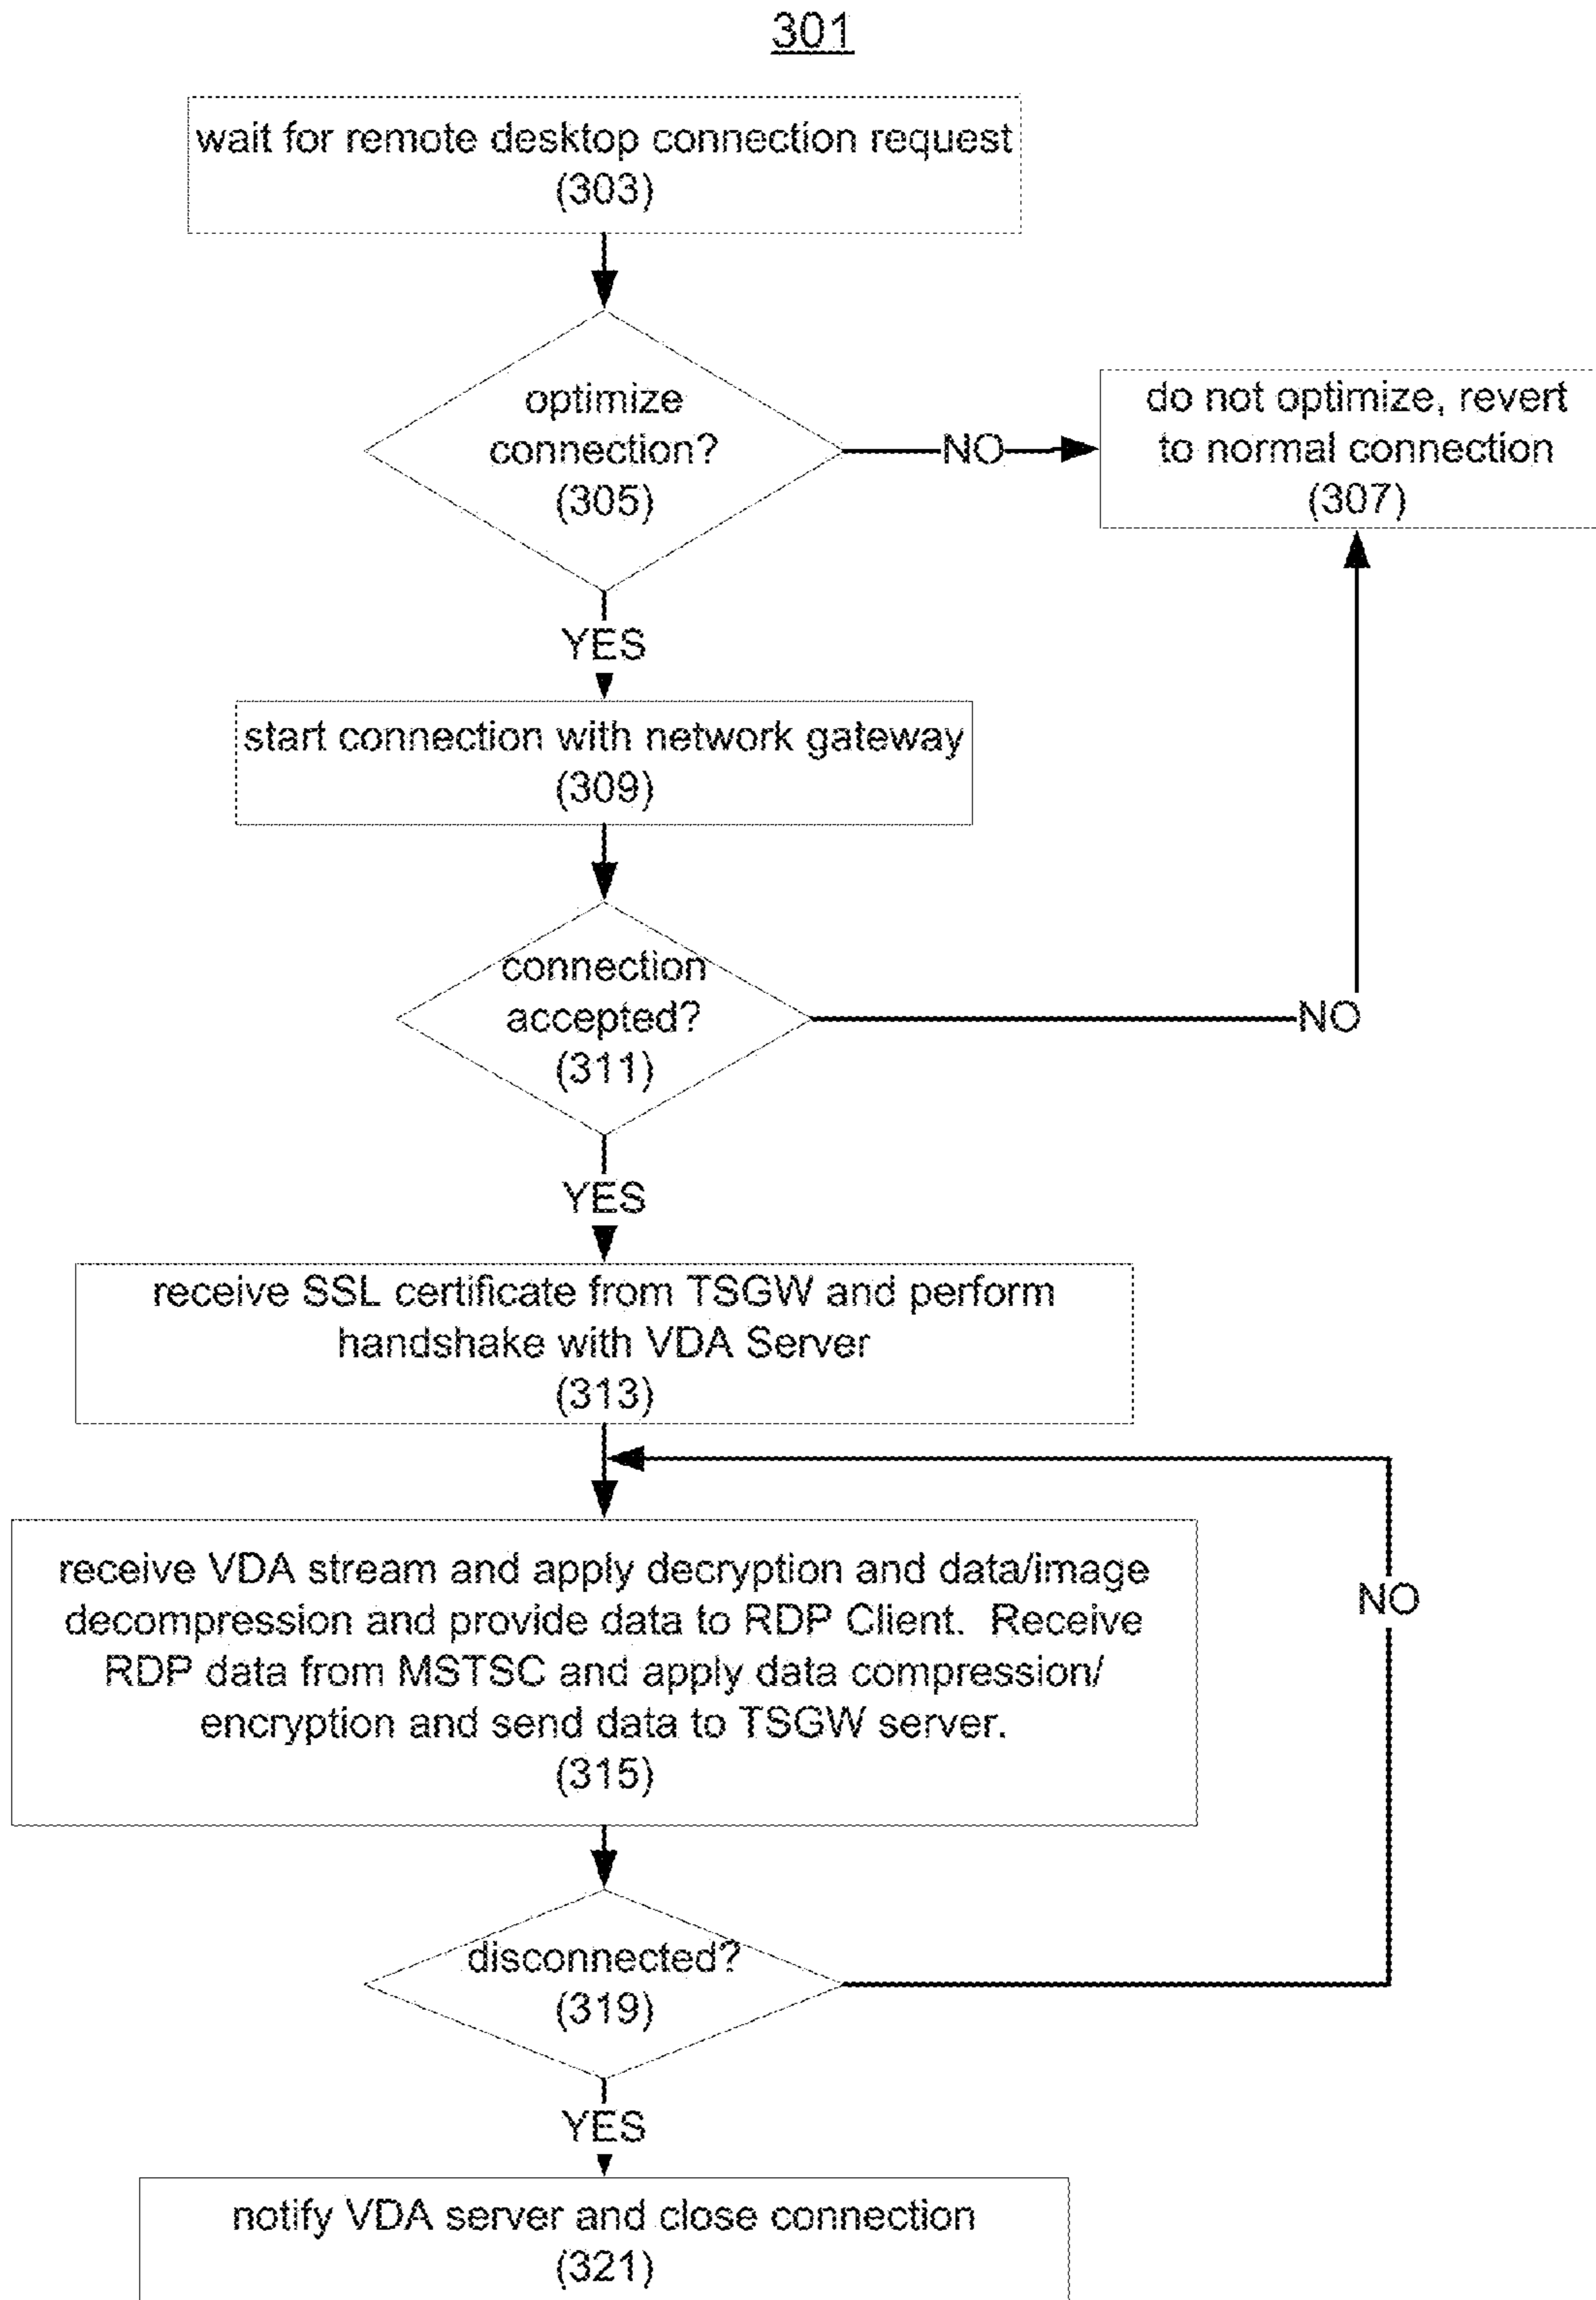 301
wait for remote desktop connection request
(303)
optimize
connection?
(305)
NO
do not optimize, revert
to normal connection
(307)
YES
start connection with network gateway
(309)
connection
accepted?
(311)
NO
YES
receive SSL certificate from TSGW and perform
handshake with VDA Server
(313)
receive VDA stream and apply decryption and data/image
decompression and provide data to RDP Client. Receive
RDP data from MSTSC and apply data compression/
encryption and send data to TSGW server.
(315)
NO
disconnected?
(319)
YES
notify VDA server and close connection
(321)